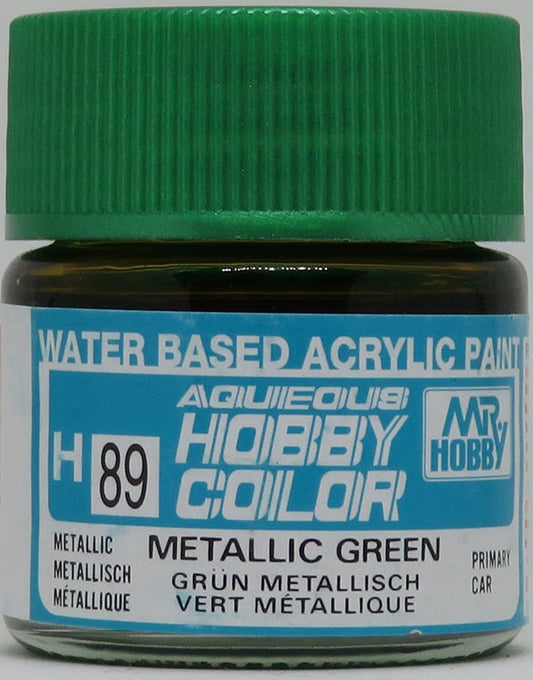 WATER BASED ACRYLIC PAINT
AQUEOUS
HOBBY
COLOR
H 89
MR
HOBBY
METALLIC
METALLISCH
MÉTALLIQUE
METALLIC GREEN
GRÜN METALLISCH
VERT MÉTALLIQUE
PRIMARY
CAR